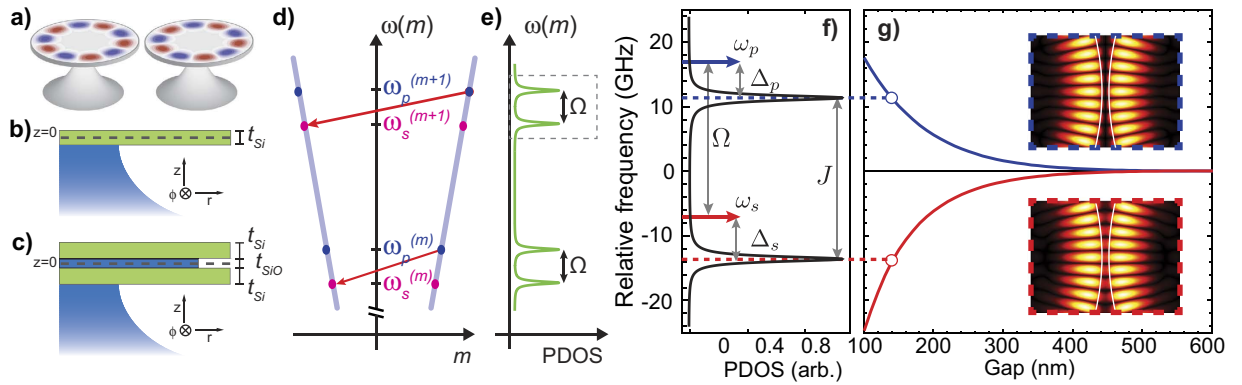 a)
b)
z=0
t_Si
z
ϕ
r
c)
t_Si
z=0
t_SiO
t_Si
z
ϕ
r
d)
ω(m)
ω_p^(m+1)
ω_s^(m+1)
ω_p^(m)
ω_s^(m)
m
e)
ω(m)
Ω
Ω
PDOS
f)
Relative frequency (GHz)
20
10
0
-10
-20
ω_p
Δ_p
Ω
J
ω_s
Δ_s
0 0.4 0.8
PDOS (arb.)
g)
100 200 300 400 500 600
Gap (nm)